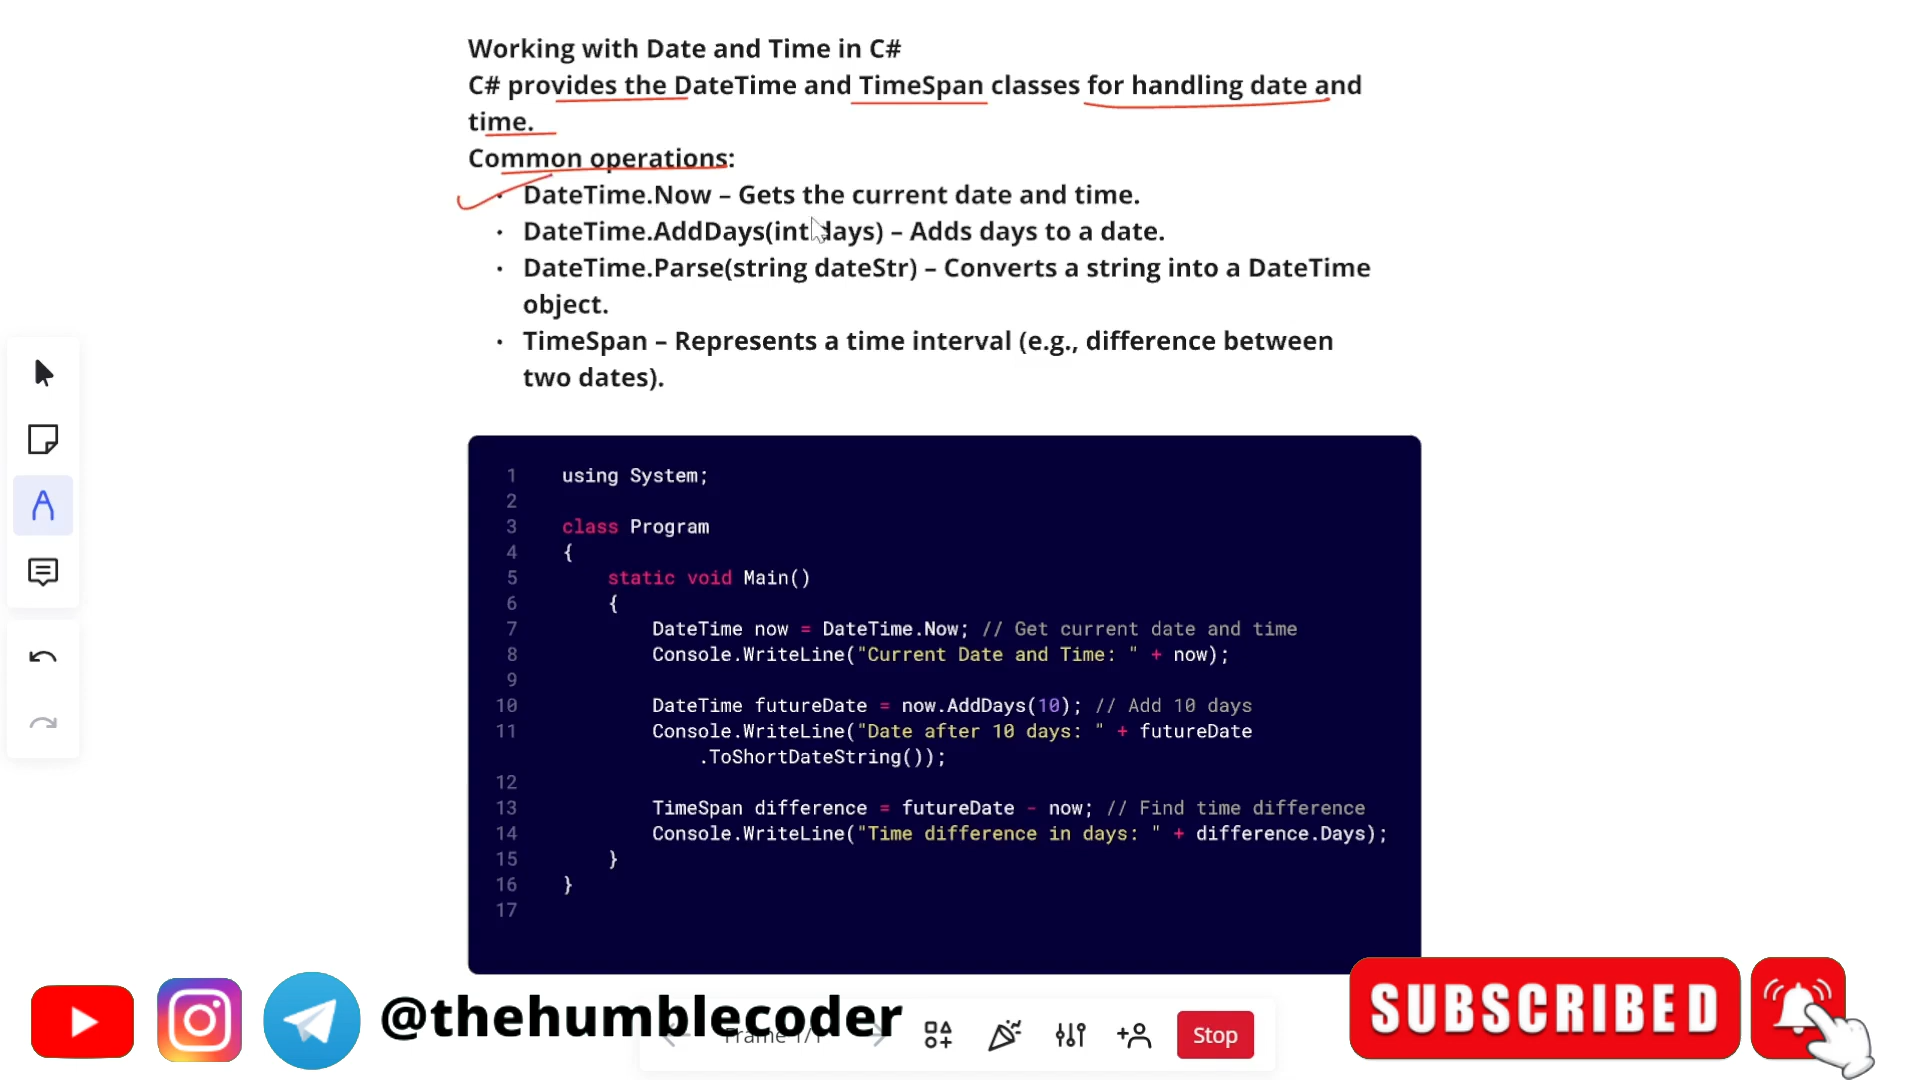 Working with Date and Time in C#
C# provides the DateTime and TimeSpan classes for handling date and
time.
Common operations:
· DateTime.Now – Gets the current date and time.
· DateTime.AddDays(int days) – Adds days to a date.
· DateTime.Parse(string dateStr) – Converts a string into a DateTime
object.
· TimeSpan – Represents a time interval (e.g., difference between
two dates).
1 using System;
2
3 class Program
4 {
5 static void Main()
6 {
7 DateTime now = DateTime.Now; // Get current date and time
8 Console.WriteLine("Current Date and Time: " + now);
9
10 DateTime futureDate = now.AddDays(10); // Add 10 days
11 Console.WriteLine("Date after 10 days: " + futureDate
.ToShortDateString());
12
13 TimeSpan difference = futureDate - now; // Find time difference
14 Console.WriteLine("Time difference in days: " + difference.Days);
15 }
16 }
17
@thehumblecoder
Frame 1/1
Stop
SUBSCRIBED